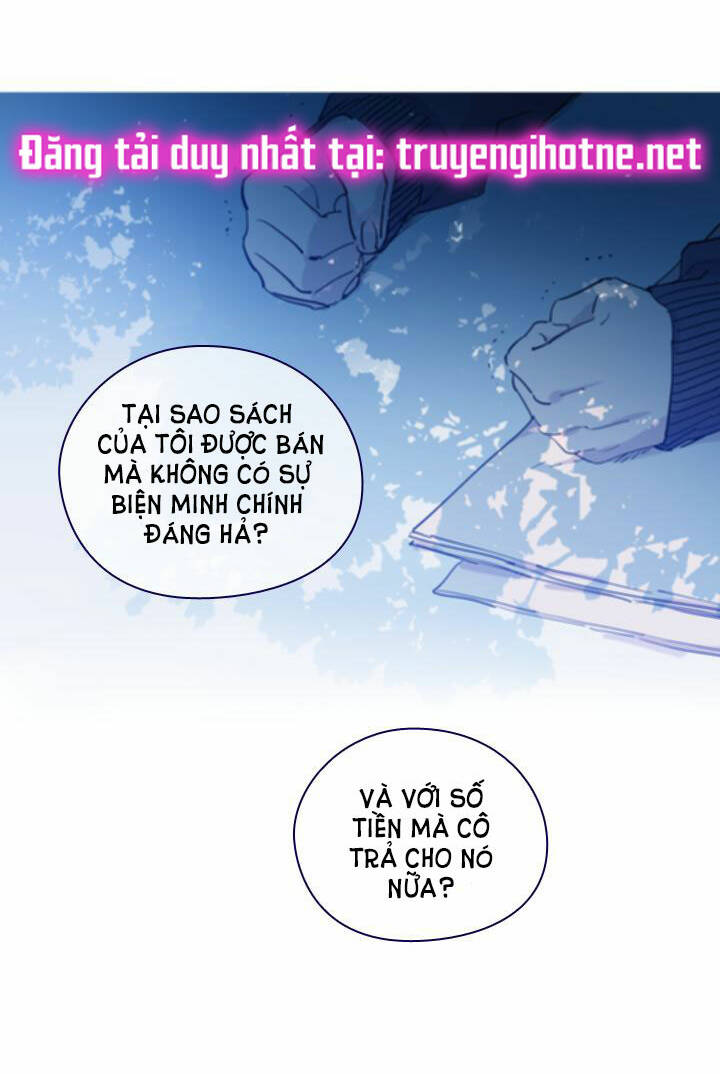 Đăng tải duy nhất tại: truyengihotne.net
TẠI SAO SÁCH
CỦA TÔI ĐƯỢC BÁN
MÀ KHÔNG CÓ SỰ
BIỆN MINH CHÍNH
ĐÁNG HẢ?
VÀ VỚI SỐ
TIỀN MÀ CÔ
TRẢ CHO NÓ
NỮA?